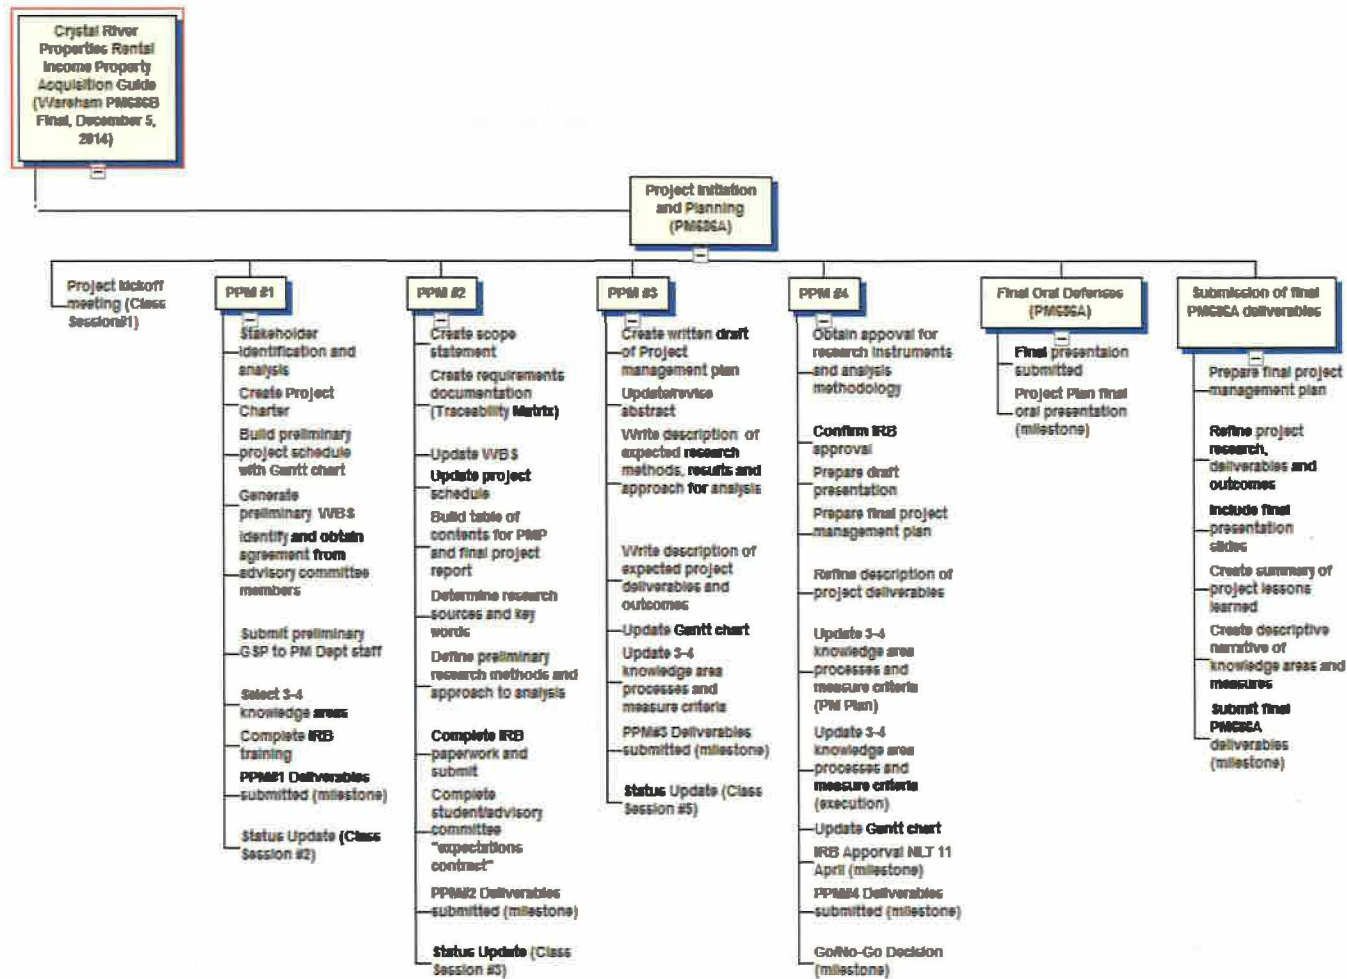 Crystal River
Properties Rental
Income Property
Acquisition Guide
(Wareham PM686B
Final, December 5,
2014)
Project Initiation
and Planning
(PM686A)
Project kickoff
meeting (Class
Session#1)
PPM #1
Stakeholder
identification and
analysis
Create Project
Charter
Build preliminary
project schedule
with Gantt chart
Generate
preliminary WBS
Identify and obtain
agreement from
advisory committee
members
Submit preliminary
GSP to PM Dept staff
Select 3-4
knowledge areas
Complete IRB
training
PPM#1 Deliverables
submitted (milestone)
Status Update (Class
Session #2)
PPM #2
Create scope
statement
Create requirements
documentation
(Traceability Matrix)
Update WBS
Update project
schedule
Build table of
contents for PMP
and final project
report
Determine research
sources and key
words
Define preliminary
research methods and
approach to analysis
Complete IRB
paperwork and
submit
Complete
student/advisory
committee
"expectations
contract"
PPM#2 Deliverables
submitted (milestone)
Status Update (Class
Session #3)
PPM #3
Create written draft
of Project
management plan
Update/revise
abstract
Write description of
expected research
methods, results and
approach for analysis
Write description of
expected project
deliverables and
outcomes
Update Gantt chart
Update 3-4
knowledge area
processes and
measure criteria
PPM#3 Deliverables
submitted (milestone)
Status Update (Class
Session #5)
PPM #4
Obtain appoval for
research instruments
and analysis
methodology
Confirm IRB
approval
Prepare draft
presentation
Prepare final project
management plan
Refine description of
project deliverables
Update 3-4
knowledge area
processes and
measure criteria
(PM Plan)
Update 3-4
knowledge area
processes and
measure criteria
(execution)
Update Gantt chart
IRB Apporval NLT 11
April (milestone)
PPM#4 Deliverables
submitted (milestone)
Go/No-Go Decision
(milestone)
Final Oral Defenses
(PM686A)
Final presentaion
submitted
Project Plan final
oral presentation
(milestone)
Submission of final
PM686A deliverables
Prepare final project
management plan
Refine project
research,
deliverables and
outcomes
Include final
presentation
slides
Create summary of
project lessons
learned
Create descriptive
narrative of
knowledge areas and
measures
Submit final
PM686A
deliverables
(milestone)